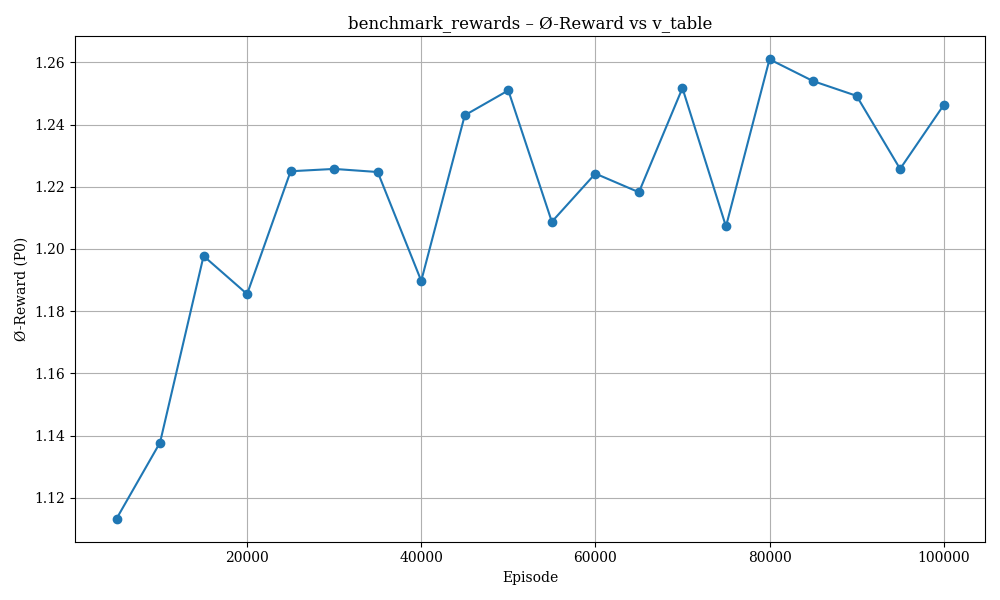 benchmark_rewards – Ø-Reward vs v_table
Ø-Reward (P0)
1.26
1.24
1.22
1.20
1.18
1.16
1.14
1.12
20000 40000 60000 80000 100000
Episode